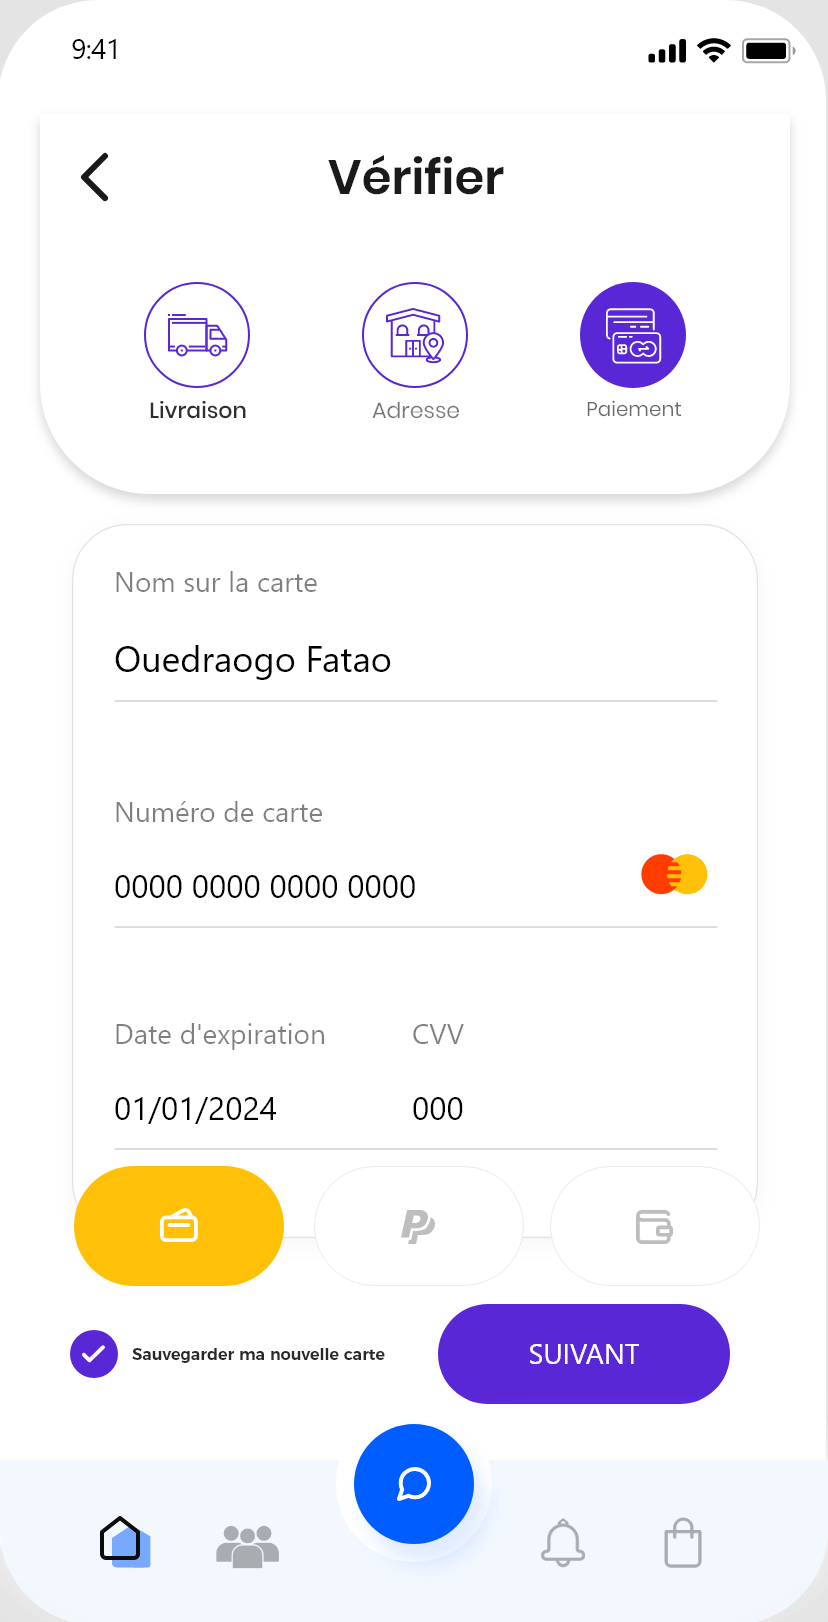 9:41
Vérifier
Livraison
Adresse
Paiement
Nom sur la carte
Ouedraogo Fatao
Numéro de carte
0000 0000 0000 0000
Date d'expiration
CVV
01/01/2024
000
Sauvegarder ma nouvelle carte
SUIVANT